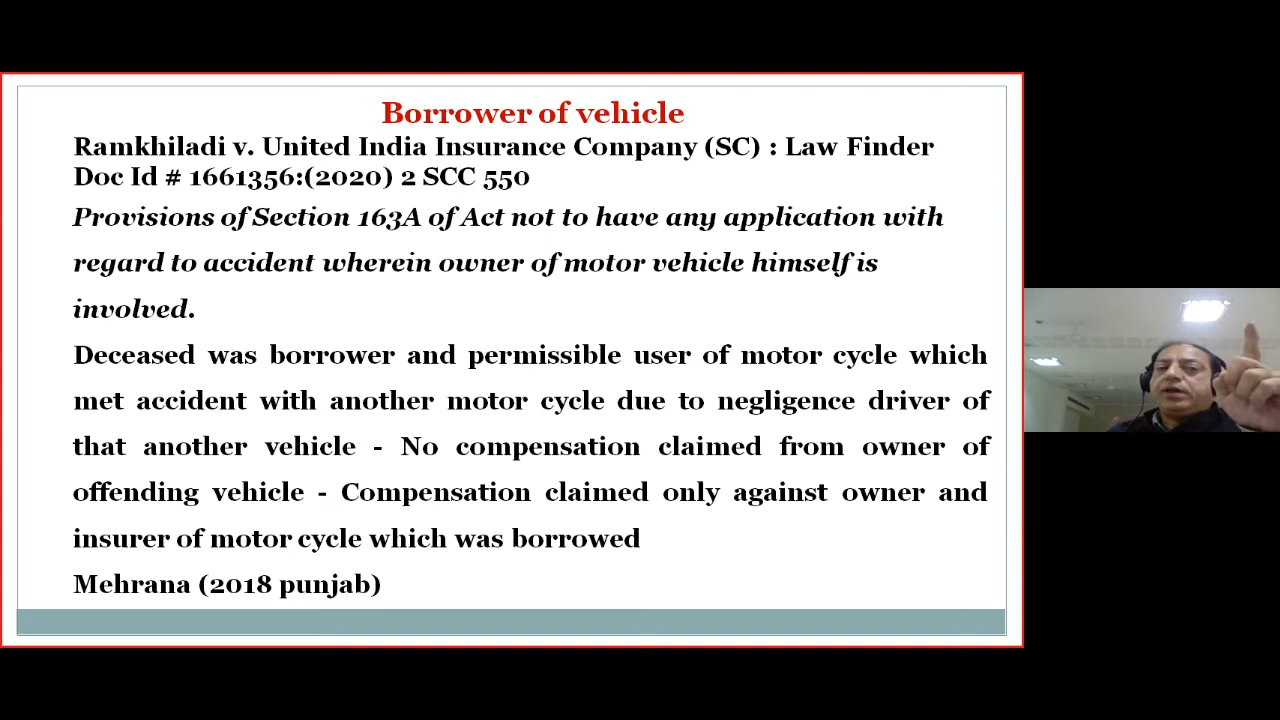 Borrower of vehicle
Ramkhiladi v. United India Insurance Company (SC) : Law Finder
Doc Id # 1661356:(2020) 2 SCC 550
Provisions of Section 163A of Act not to have any application with
regard to accident wherein owner of motor vehicle himself is
involved.
Deceased was borrower and permissible user of motor cycle which
met accident with another motor cycle due to negligence driver of
that another vehicle - No compensation claimed from owner of
offending vehicle - Compensation claimed only against owner and
insurer of motor cycle which was borrowed
Mehrana (2018 punjab)